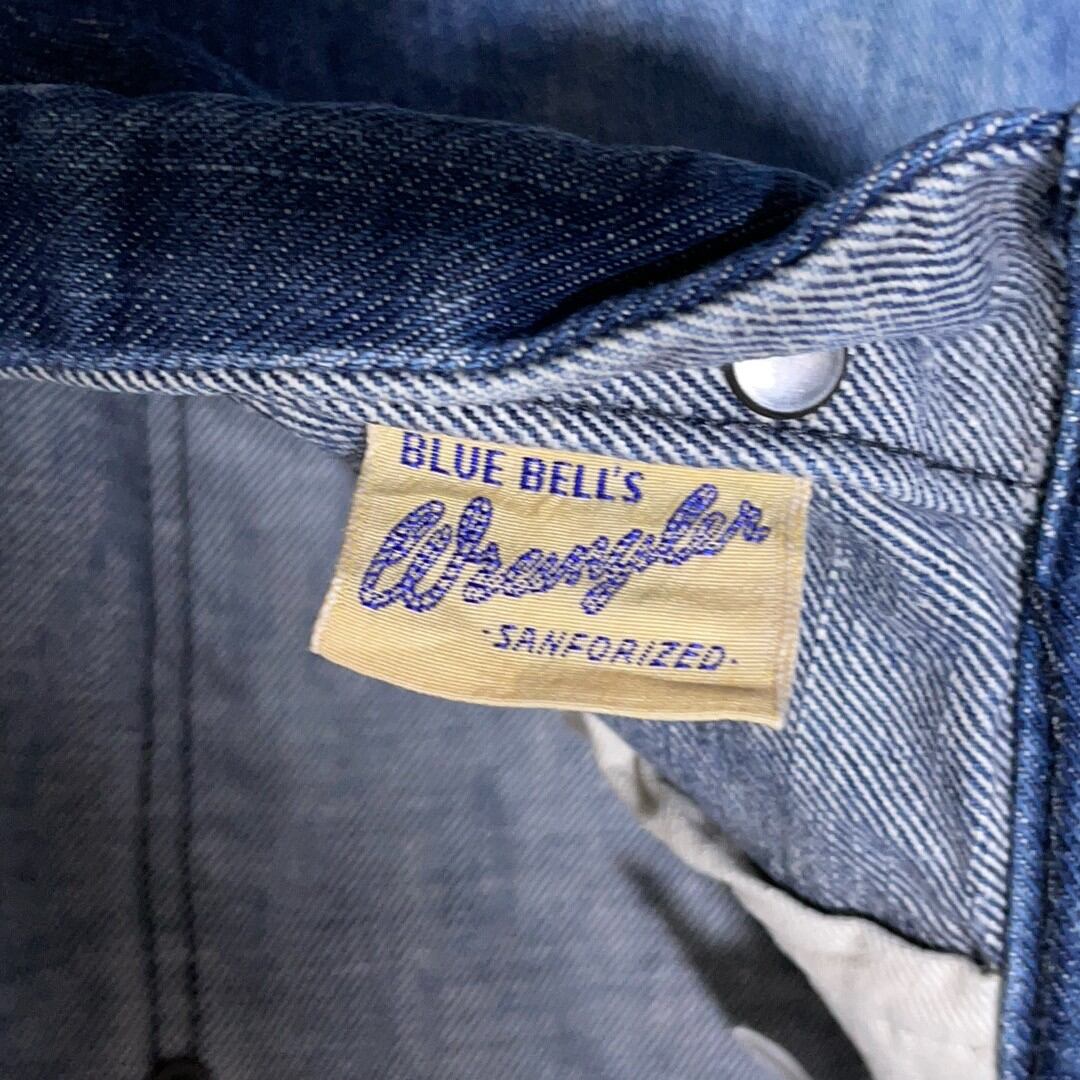 BLUE BELL'S
Wrangler
·SANFORIZED·